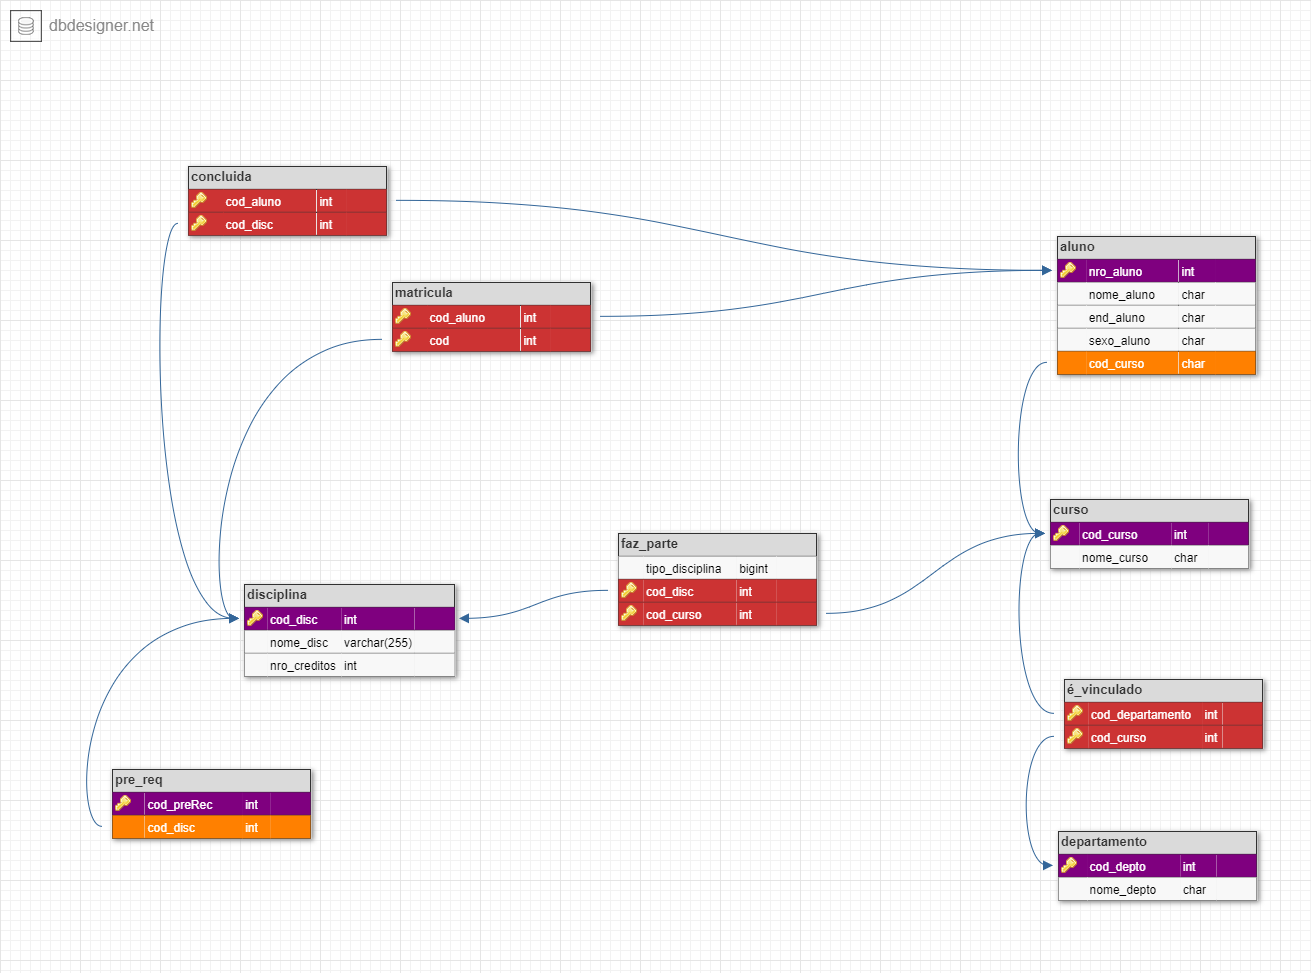 dbdesigner.net
concluida
cod_aluno int
cod_disc int
matricula
cod_aluno int
cod int
aluno
nro_aluno int
nome_aluno char
end_aluno char
sexo_aluno char
cod_curso char
curso
cod_curso int
nome_curso char
faz_parte
tipo_disciplina bigint
cod_disc int
cod_curso int
disciplina
cod_disc int
nome_disc varchar(255)
nro_creditos int
é_vinculado
cod_departamento int
cod_curso int
pre_req
cod_preRec int
cod_disc int
departamento
cod_depto int
nome_depto char